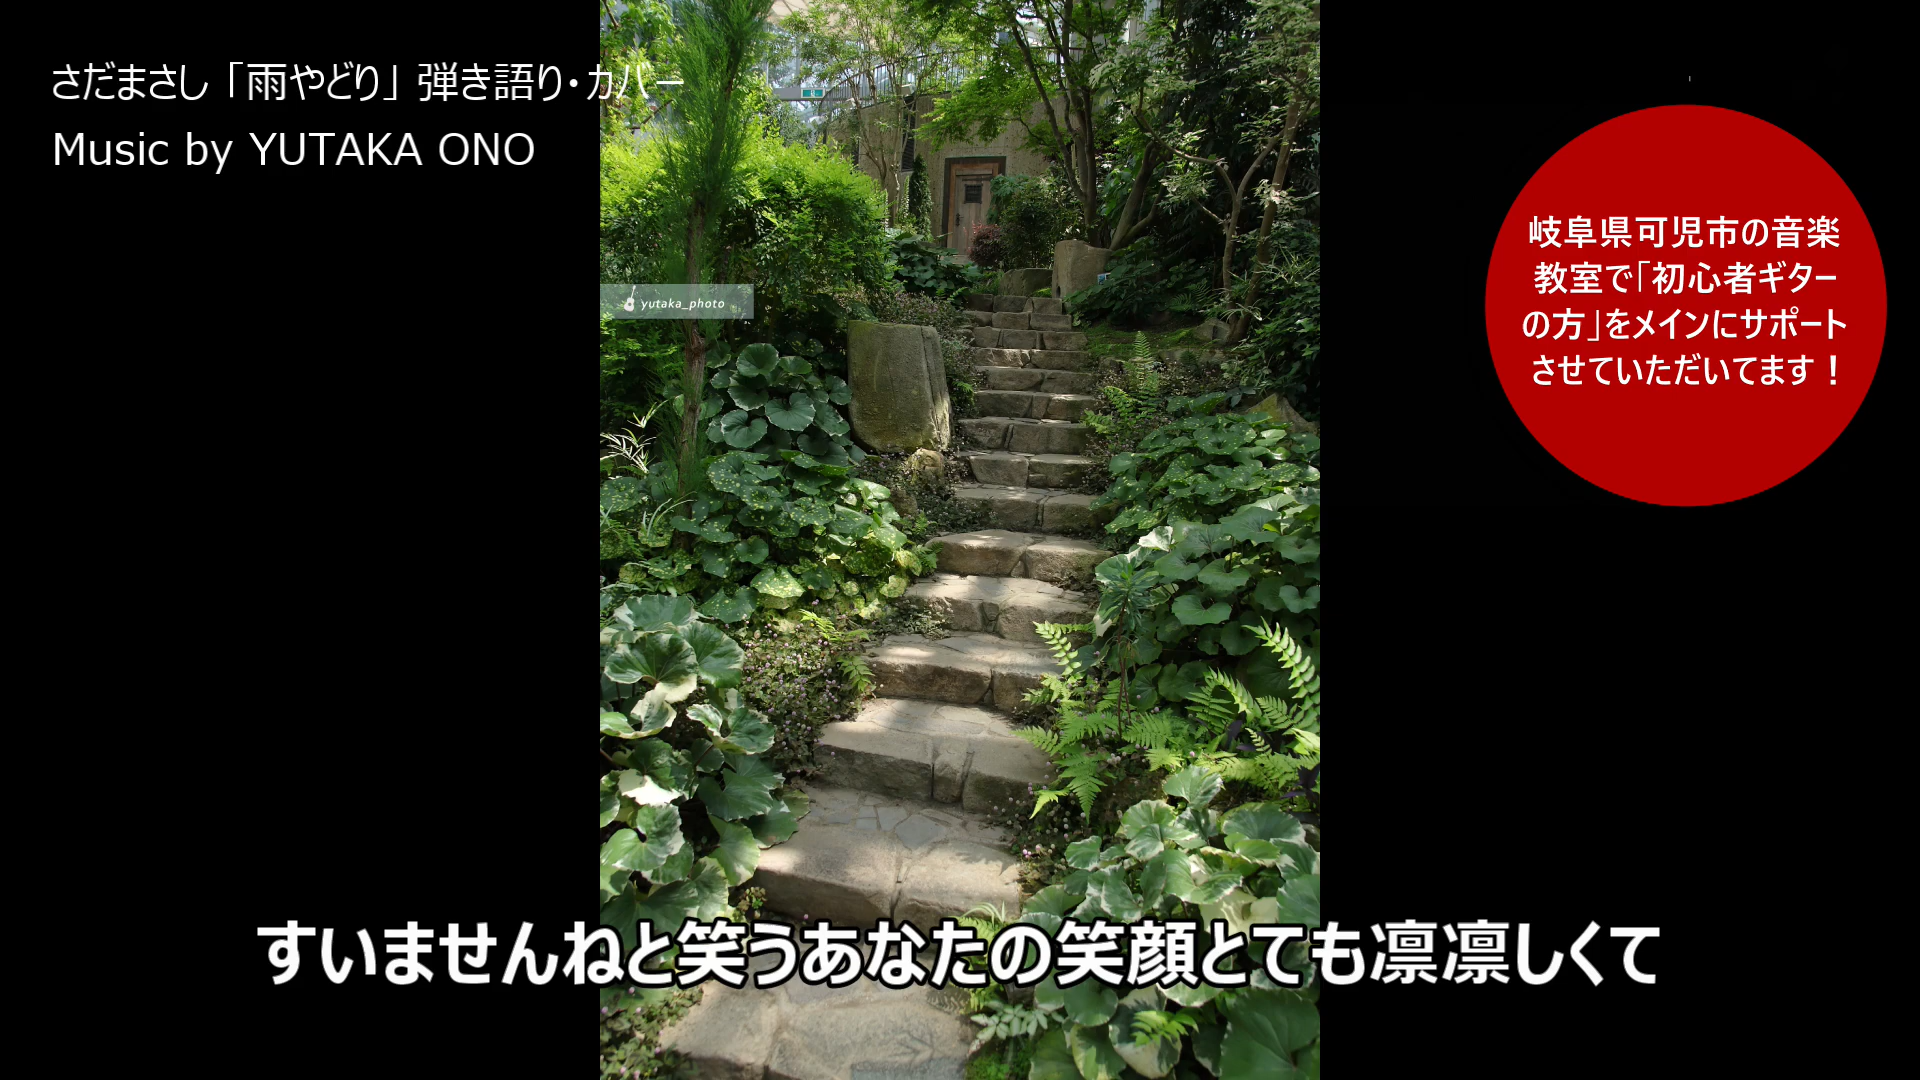 さだまさし「雨やどり」弾き語り・カバー
Music by YUTAKA ONO
岐阜県可児市の音楽
教室で「初心者ギター
の方」をメインにサポート
させていただいてます！
yutaka_photo
すいませんねと笑うあなたの笑顔とても凛凛しくて